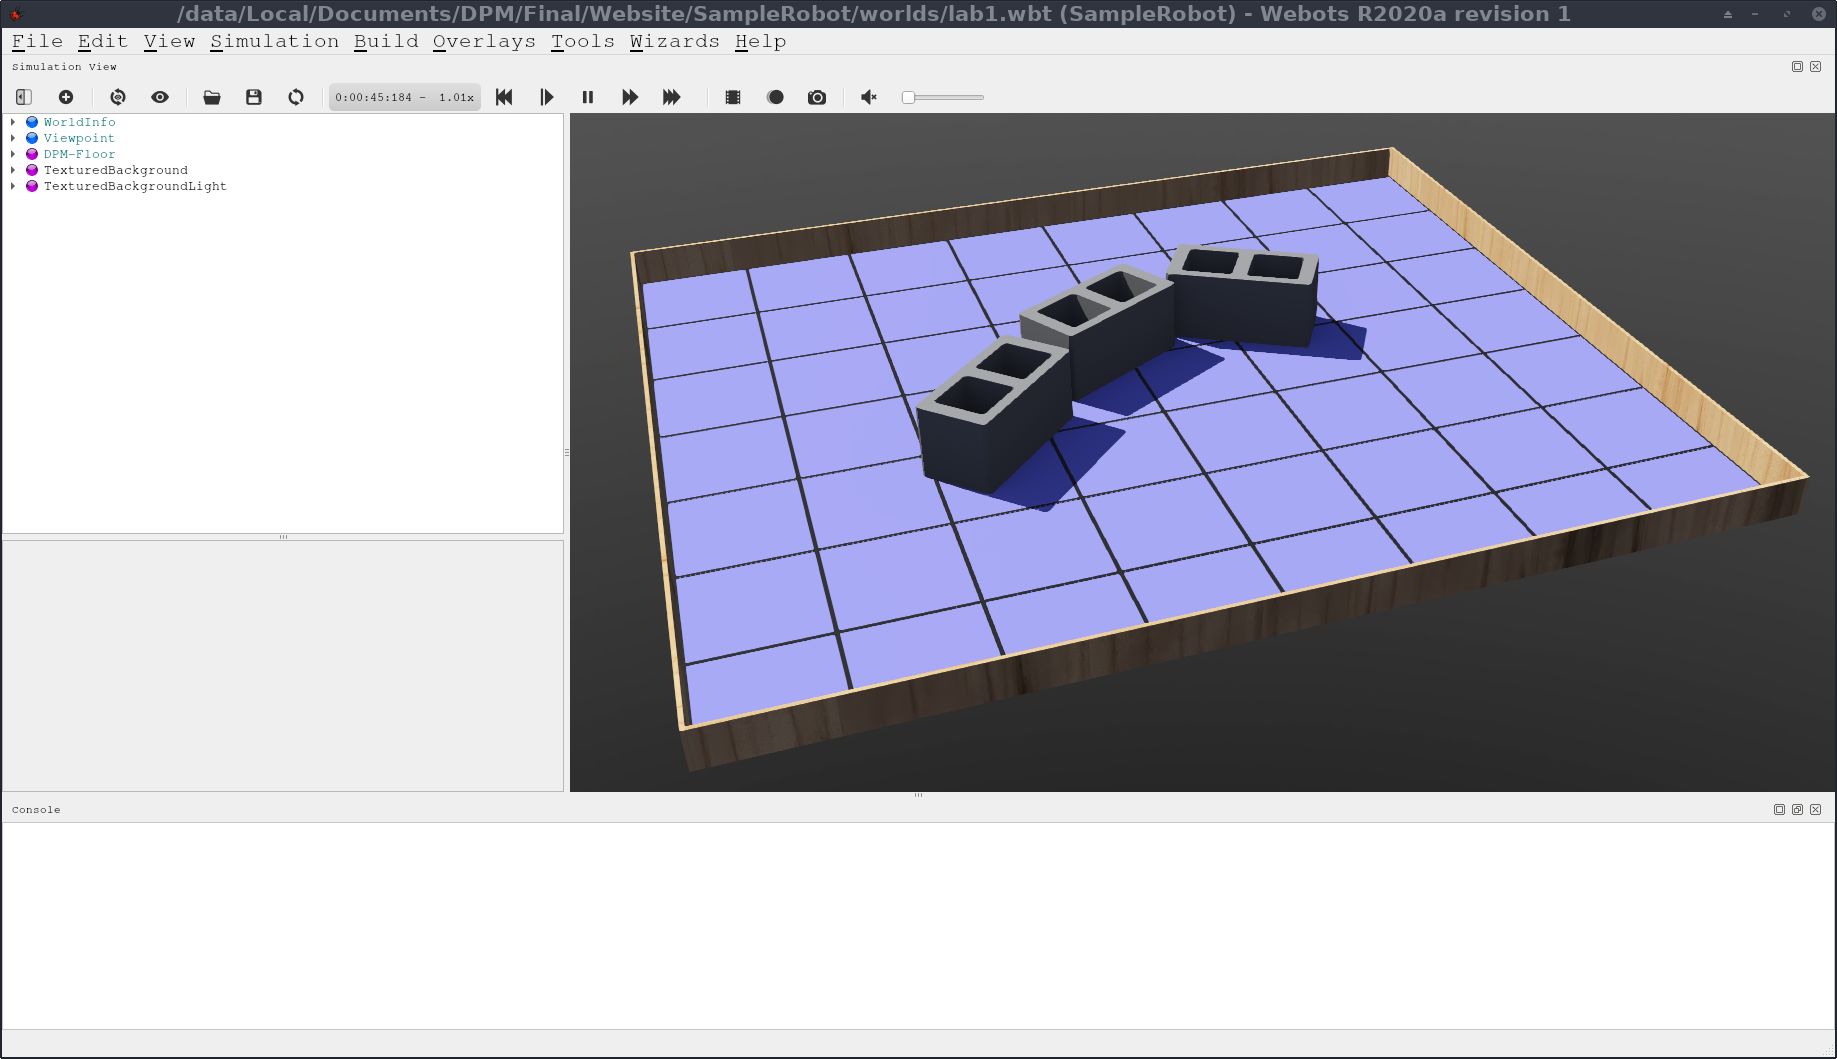 /data/Local/Documents/DPM/Final/Website/SampleRobot/worlds/lab1.wbt (SampleRobot) - Webots R2020a revision 1
File Edit View Simulation Build Overlays Tools Wizards Help
Simulation View
0:00:45:184 - 1.01x
WorldInfo
Viewpoint
DPM-Floor
TexturedBackground
TexturedBackgroundLight
Console